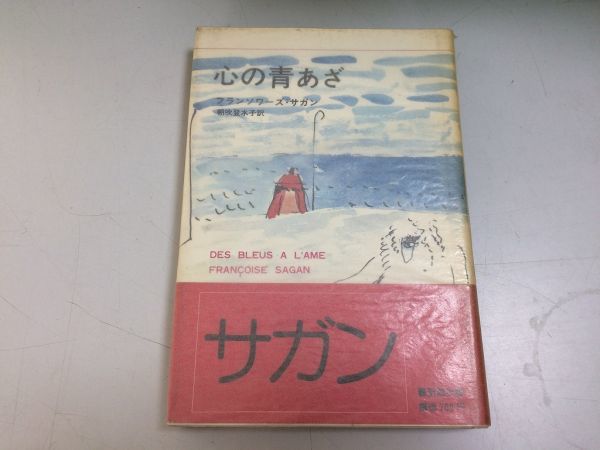 心の青あざ
フランソワーズ・サガン
朝吹登水子訳
DES BLEUS A L'AME
FRANÇOISE SAGAN
サガン